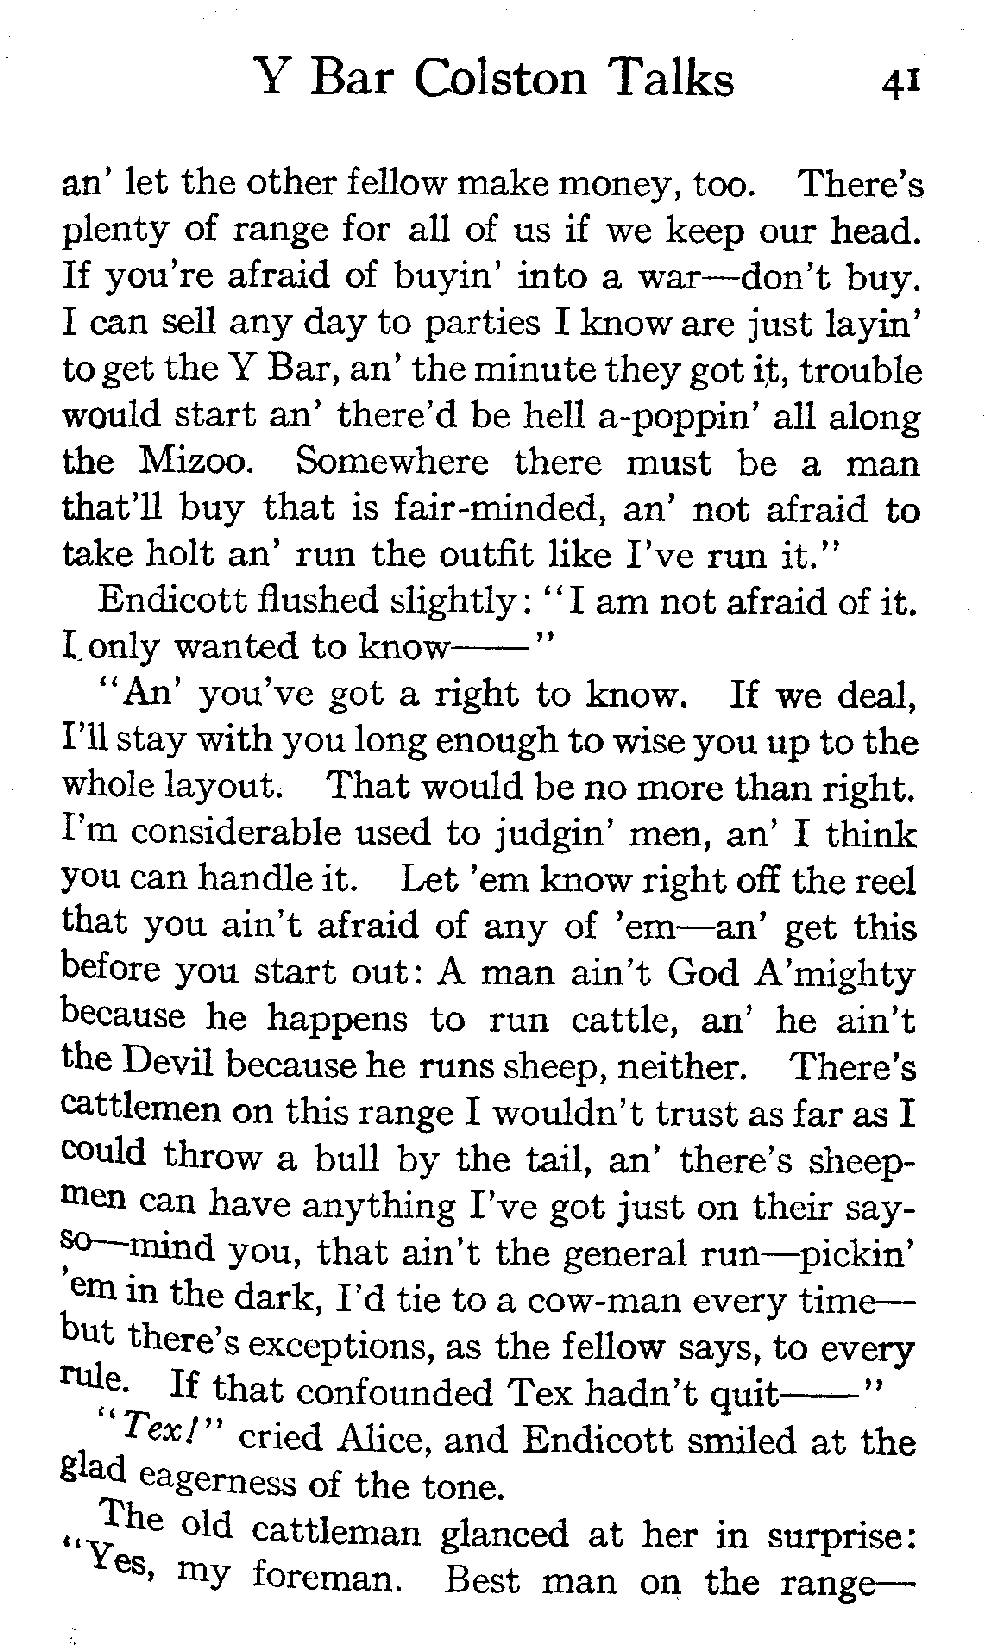 Y Bar Colston Talks 41
an' let the other fellow make money, too. There's
plenty of range for all of us if we keep our head.
If you're afraid of buyin' into a war—don't buy.
I can sell any day to parties I know are just layin'
to get the Y Bar, an' the minute they got it, trouble
would start an' there'd be hell a-poppin' all along
the Mizoo. Somewhere there must be a man
that'll buy that is fair-minded, an' not afraid to
take holt an' run the outfit like I've run it."
Endicott flushed slightly: "I am not afraid of it.
I only wanted to know——"
"An' you've got a right to know. If we deal,
I'll stay with you long enough to wise you up to the
whole layout. That would be no more than right.
I'm considerable used to judgin' men, an' I think
you can handle it. Let 'em know right off the reel
that you ain't afraid of any of 'em—an' get this
before you start out: A man ain't God A'mighty
because he happens to run cattle, an' he ain't
the Devil because he runs sheep, neither. There's
cattlemen on this range I wouldn't trust as far as I
could throw a bull by the tail, an' there's sheep-
men can have anything I've got just on their say-
so—mind you, that ain't the general run—pickin'
'em in the dark, I'd tie to a cow-man every time—
but there's exceptions, as the fellow says, to every
rule. If that confounded Tex hadn't quit——"
"Tex!" cried Alice, and Endicott smiled at the
glad eagerness of the tone.
The old cattleman glanced at her in surprise:
"Yes, my foreman. Best man on the range—